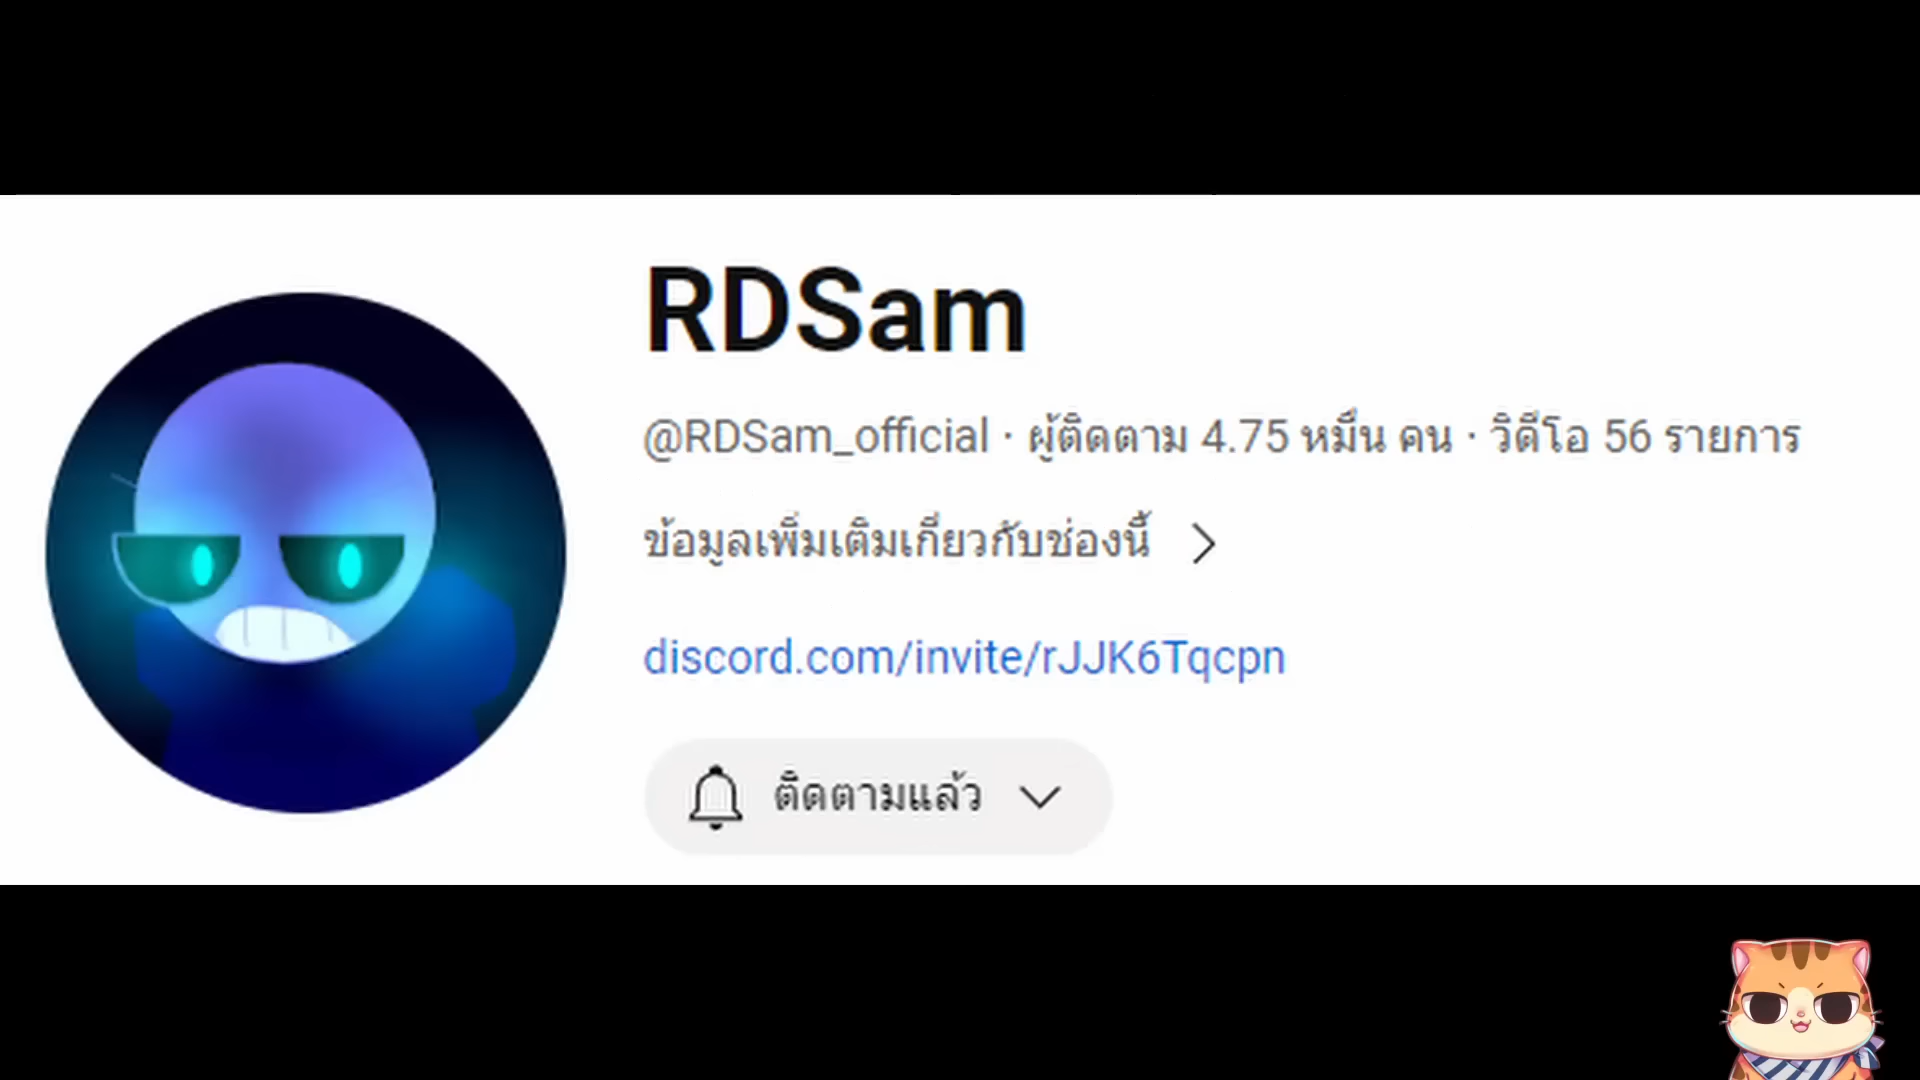 RDSam
@RDSam_official · ผู้ติดตาม 4.75 หมื่น คน · วิดีโอ 56 รายการ
ข้อมูลเพิ่มเติมเกี่ยวกับช่องนี้
discord.com/invite/rJJK6Tqcpn
ติดตามแล้ว